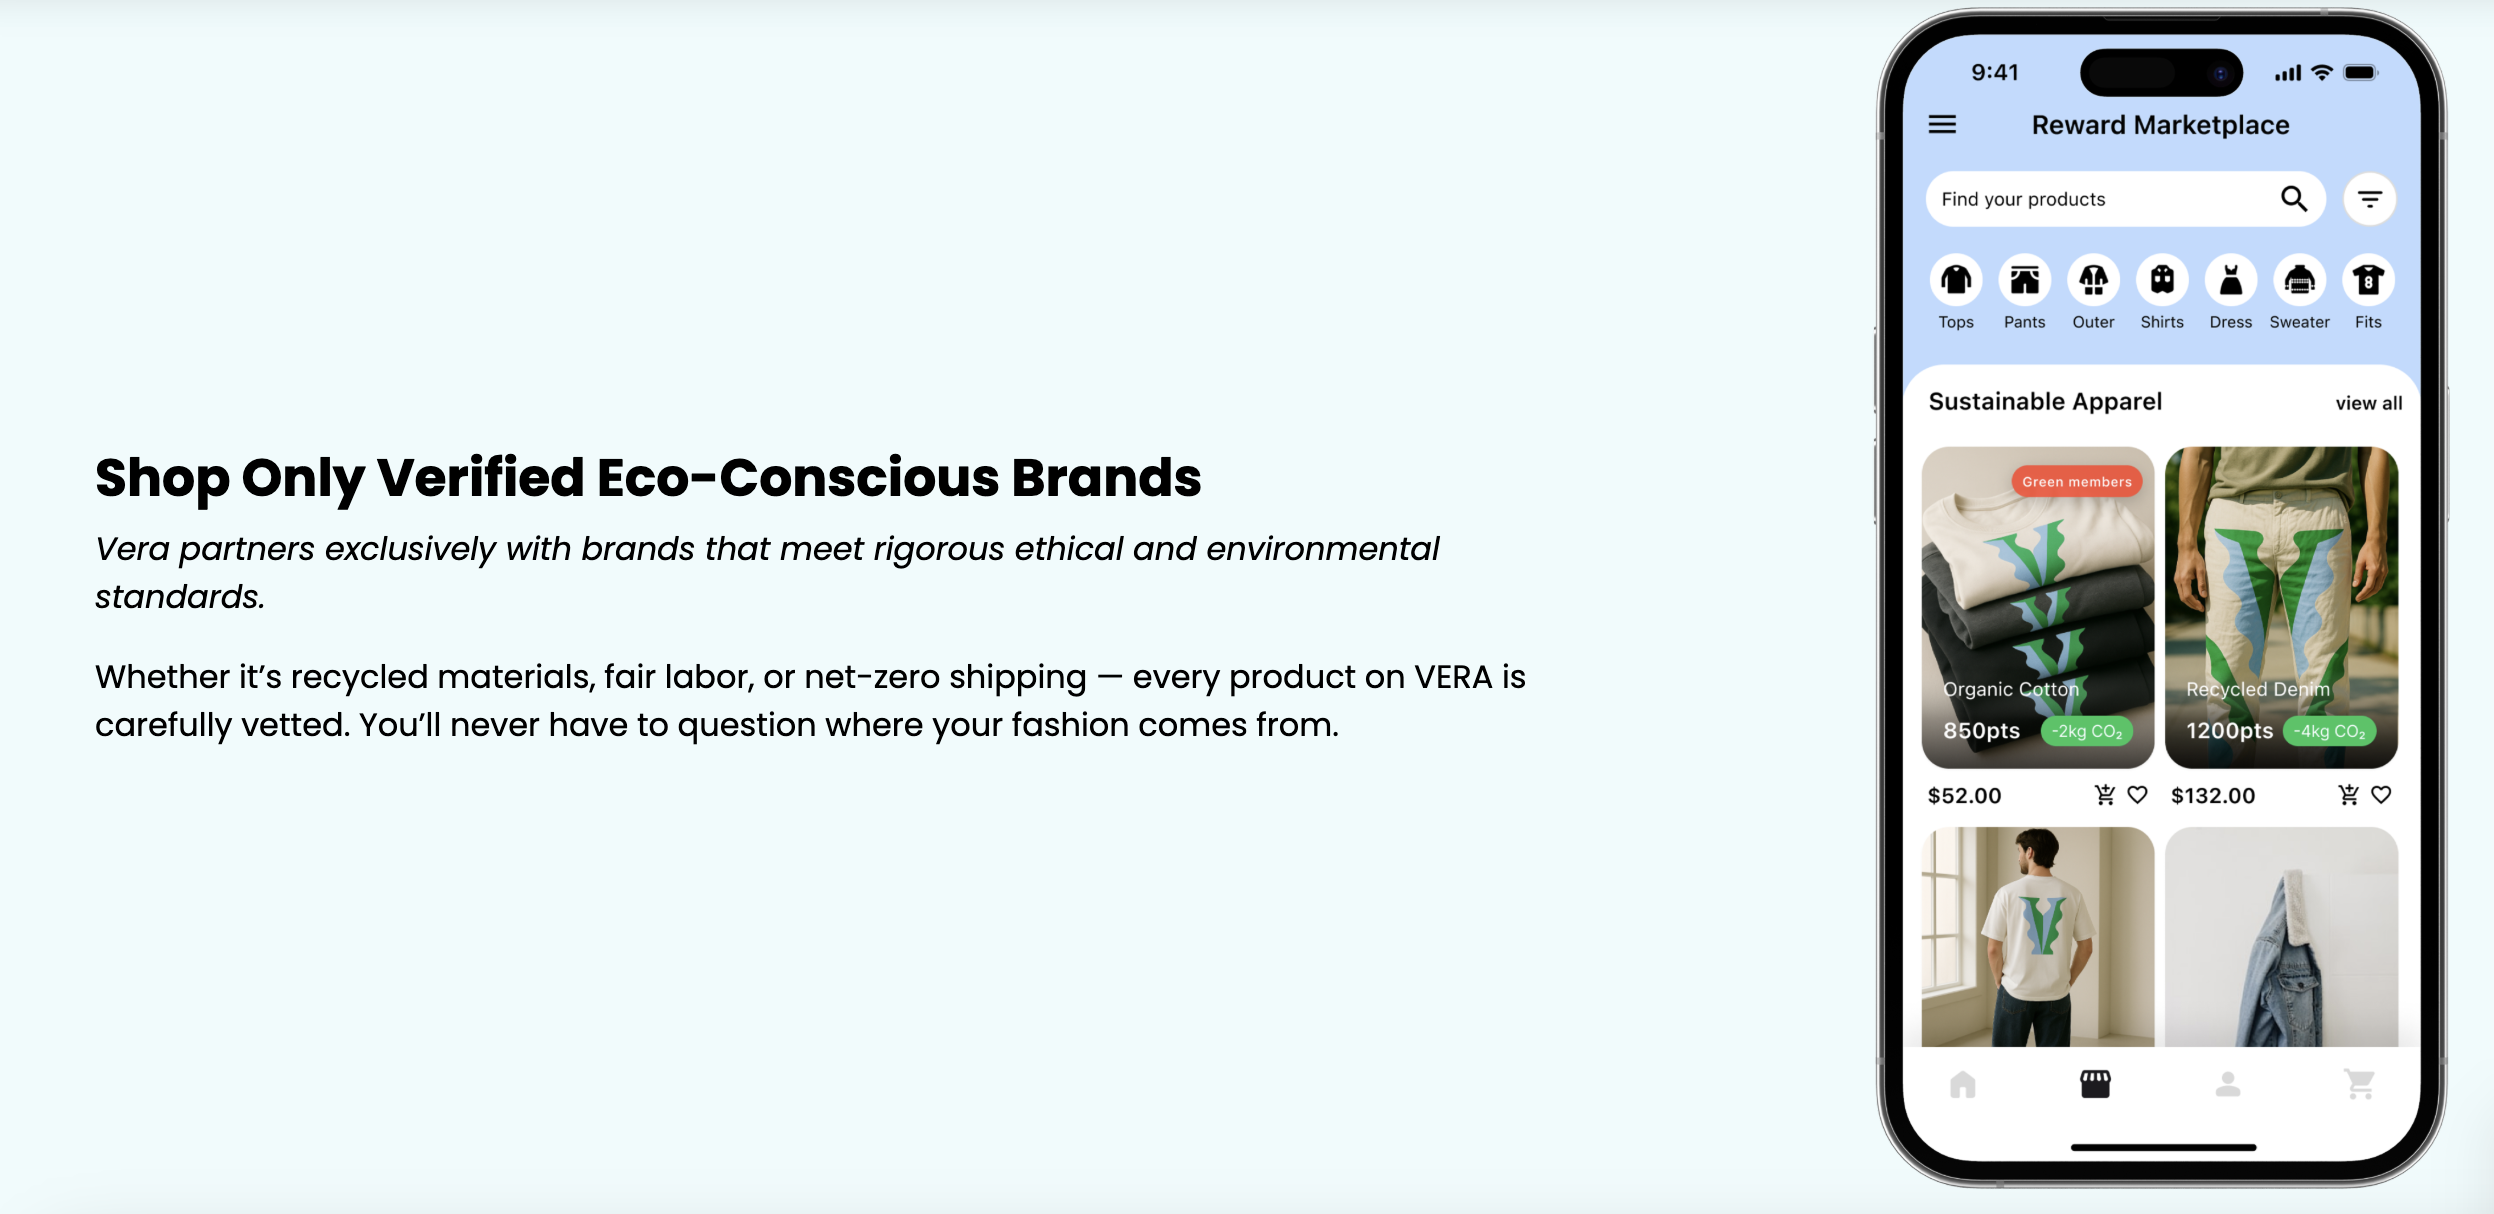 Shop Only Verified Eco-Conscious Brands
Vera partners exclusively with brands that meet rigorous ethical and environmental
standards.
Whether it’s recycled materials, fair labor, or net-zero shipping — every product on VERA is
carefully vetted. You’ll never have to question where your fashion comes from.
9:41
Reward Marketplace
Find your products
Tops Pants Outer Shirts Dress Sweater Fits
Sustainable Apparel view all
Green members
Organic Cotton
850pts -2kg CO₂
Recycled Denim
1200pts -4kg CO₂
$52.00 $132.00